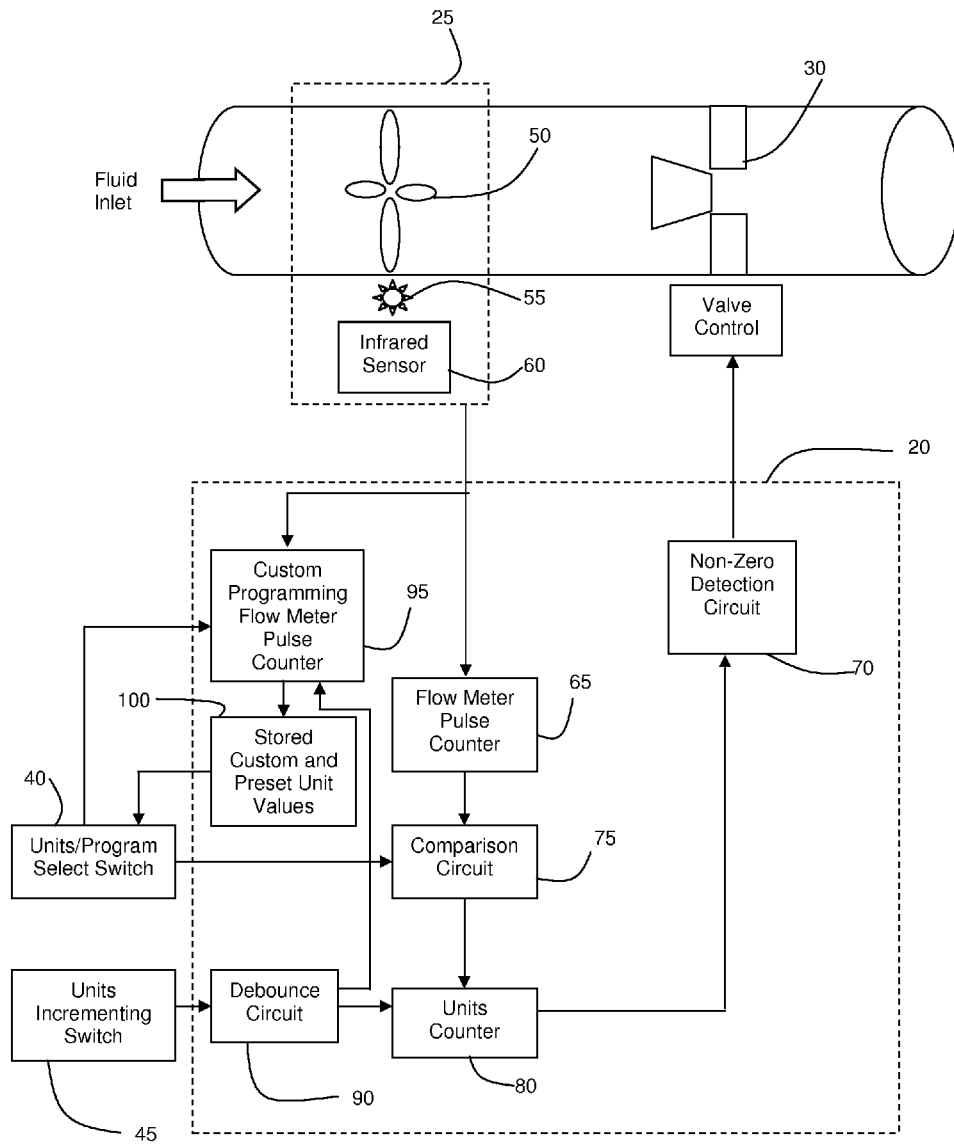 25
30
50
Fluid
Inlet
55
Infrared
Sensor
60
Valve
Control
20
Custom
Programming
Flow Meter
Pulse
Counter
95
Non-Zero
Detection
Circuit
70
100
Stored
Custom and
Preset Unit
Values
Flow Meter
Pulse
Counter
65
40
Units/Program
Select Switch
Comparison
Circuit
75
Units
Incrementing
Switch
Debounce
Circuit
Units
Counter
80
90
45